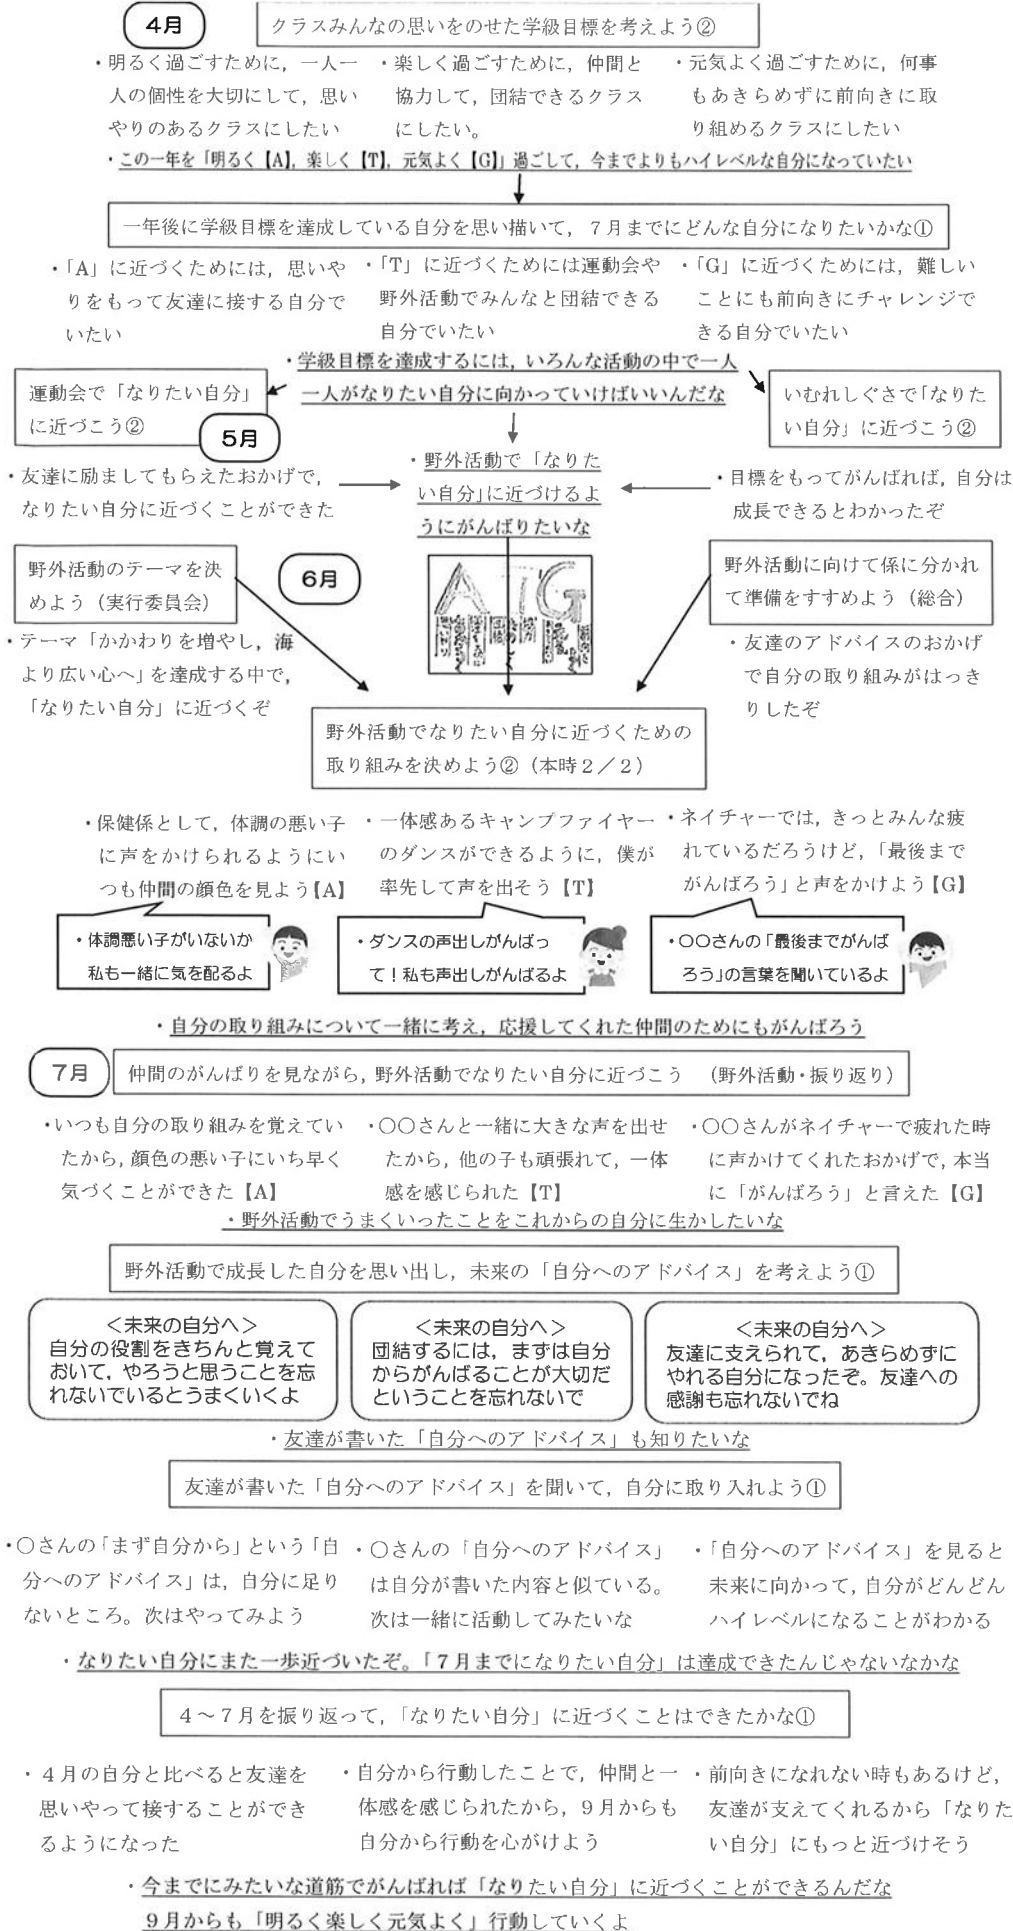 4月
クラスみんなの思いをのせた学級目標を考えよう②
・明るく過ごすために，一人一
人の個性を大切にして，思い
やりのあるクラスにしたい
・楽しく過ごすために，仲間と
協力して，団結できるクラス
にしたい。
・元気よく過ごすために，何事
もあきらめずに前向きに取
り組めるクラスにしたい
・この一年を「明るく【A】，楽しく【T】，元気よく【G】」過ごして，今までよりもハイレベルな自分になっていたい
一年後に学級目標を達成している自分を思い描いて，７月までにどんな自分になりたいかな①
・「A」に近づくためには，思いや
りをもって友達に接する自分で
いたい
・「T」に近づくためには運動会や
野外活動でみんなと団結できる
自分でいたい
・「G」に近づくためには，難しい
ことにも前向きにチャレンジで
きる自分でいたい
・学級目標を達成するには，いろんな活動の中で一人
一人がなりたい自分に向かっていけばいいんだな
運動会で「なりたい自分」
に近づこう②
5月
いむれしぐさで「なりた
い自分」に近づこう②
・友達に励ましてもらえたおかげで，
なりたい自分に近づくことができた
・野外活動で「なりた
い自分」に近づけるよ
うにがんばりたいな
・目標をもってがんばれば，自分は
成長できるとわかったぞ
野外活動のテーマを決
めよう（実行委員会）
6月
ATG
野外活動に向けて係に分かれ
て準備をすすめよう（総合）
・テーマ「かかわりを増やし，海
より広い心へ」を達成する中で，
「なりたい自分」に近づくぞ
・友達のアドバイスのおかげ
で自分の取り組みがはっき
りしたぞ
野外活動でなりたい自分に近づくための
取り組みを決めよう②（本時２／２）
・保健係として，体調の悪い子
に声をかけられるようにい
つも仲間の顔色を見よう【A】
・一体感あるキャンプファイヤー
のダンスができるように，僕が
率先して声を出そう【T】
・ネイチャーでは，きっとみんな疲
れているだろうけど，「最後まで
がんばろう」と声をかけよう【G】
・体調悪い子がいないか
私も一緒に気を配るよ
・ダンスの声出しがんばっ
て！私も声出しがんばるよ
・〇〇さんの「最後までがんば
ろう」の言葉を聞いているよ
・自分の取り組みについて一緒に考え，応援してくれた仲間のためにもがんばろう
7月
仲間のがんばりを見ながら，野外活動でなりたい自分に近づこう （野外活動・振り返り）
・いつも自分の取り組みを覚えてい
たから，顔色の悪い子にいち早く
気づくことができた【A】
・〇〇さんと一緒に大きな声を出せ
たから，他の子も頑張れて，一体
感を感じられた【T】
・〇〇さんがネイチャーで疲れた時
に声かけてくれたおかげで，本当
に「がんばろう」と言えた【G】
・野外活動でうまくいったことをこれからの自分に生かしたいな
野外活動で成長した自分を思い出し，未来の「自分へのアドバイス」を考えよう①
＜未来の自分へ＞
自分の役割をきちんと覚えて
おいて，やろうと思うことを忘
れないでいるとうまくいくよ
＜未来の自分へ＞
団結するには，まずは自分
からがんばることが大切だ
ということを忘れないで
＜未来の自分へ＞
友達に支えられて，あきらめずに
やれる自分になったぞ。友達への
感謝も忘れないでね
・友達が書いた「自分へのアドバイス」も知りたいな
友達が書いた「自分へのアドバイス」を聞いて，自分に取り入れよう①
・〇さんの「まず自分から」という「自
分へのアドバイス」は，自分に足り
ないところ。次はやってみよう
・〇さんの「自分へのアドバイス」
は自分が書いた内容と似ている。
次は一緒に活動してみたいな
・「自分へのアドバイス」を見ると
未来に向かって，自分がどんどん
ハイレベルになることがわかる
・なりたい自分にまた一歩近づいたぞ。「７月までになりたい自分」は達成できたんじゃないなかな
４～７月を振り返って，「なりたい自分」に近づくことはできたかな①
・４月の自分と比べると友達を
思いやって接することができ
るようになった
・自分から行動したことで，仲間と一
体感を感じられたから，９月からも
自分から行動を心がけよう
・前向きになれない時もあるけど，
友達が支えてくれるから「なりた
い自分」にもっと近づけそう
・今までにみたいな道筋でがんばれば「なりたい自分」に近づくことができるんだな
９月からも「明るく楽しく元気よく」行動していくよ